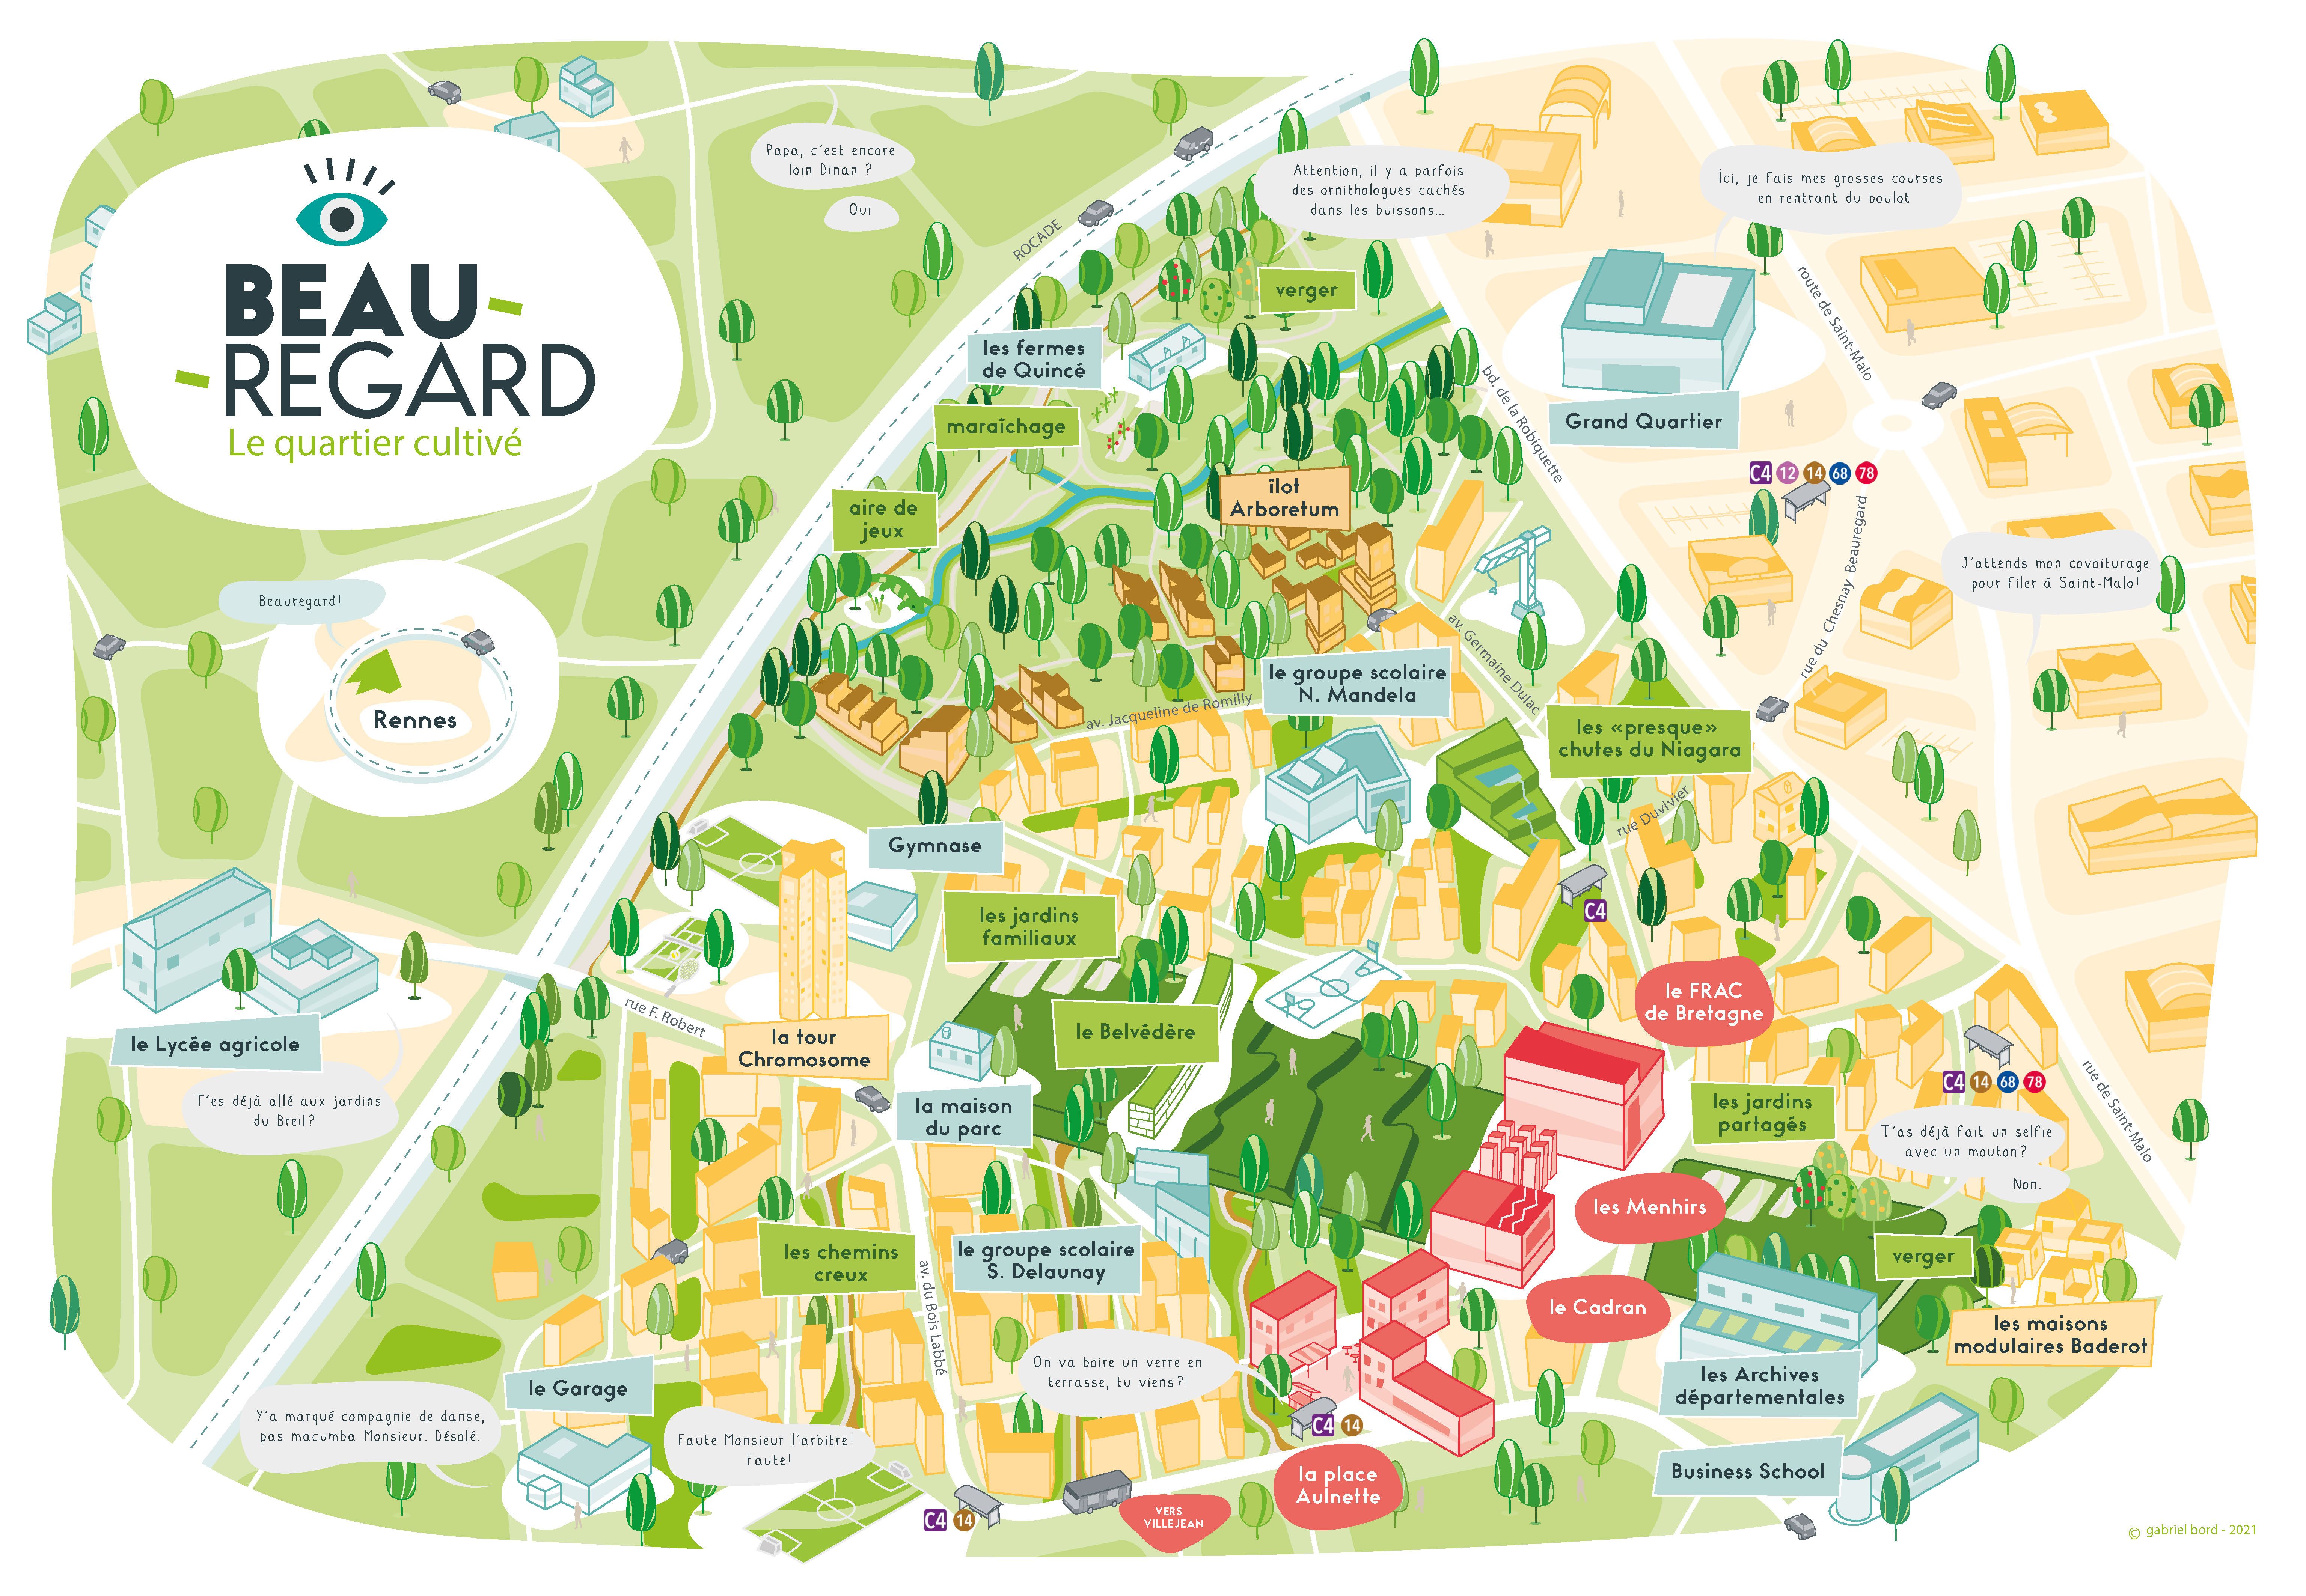 BEAU-
-REGARD
Le quartier cultivé
Papa, c'est encore
loin Dinan ?
Oui
ROCADE
Attention, il y a parfois
des ornithologues cachés
dans les buissons...
Ici, je fais mes grosses courses
en rentrant du boulot
verger
les fermes
de Quincé
maraîchage
aire de
jeux
îlot
Arboretum
bd. de la Robiquette
route de Saint-Malo
Grand Quartier
C4 12 14 68 78
rue du Chesnay Beauregard
J'attends mon covoiturage
pour filer à Saint-Malo!
Beauregard!
Rennes
av. Germaine Dulac
le groupe scolaire
N. Mandela
av. Jacqueline de Romilly
les «presque»
chutes du Niagara
rue Duvivier
Gymnase
C4
les jardins
familiaux
le Belvédère
le FRAC
de Bretagne
rue F. Robert
la tour
Chromosome
le Lycée agricole
T'es déjà allé aux jardins
du Breil?
la maison
du parc
les jardins
partagés
C4 14 68 78
rue de Saint-Malo
T'as déjà fait un selfie
avec un mouton?
Non.
les Menhirs
les chemins
creux
av. du Bois Labbé
le groupe scolaire
S. Delaunay
verger
le Cadran
les maisons
modulaires Baderot
On va boire un verre en
terrasse, tu viens?!
les Archives
départementales
le Garage
Y'a marqué compagnie de danse,
pas macumba Monsieur. Désolé.
Faute Monsieur l'arbitre!
Faute!
C4 14
la place
Aulnette
Business School
C4 14
VERS
VILLEJEAN
© gabriel bord - 2021